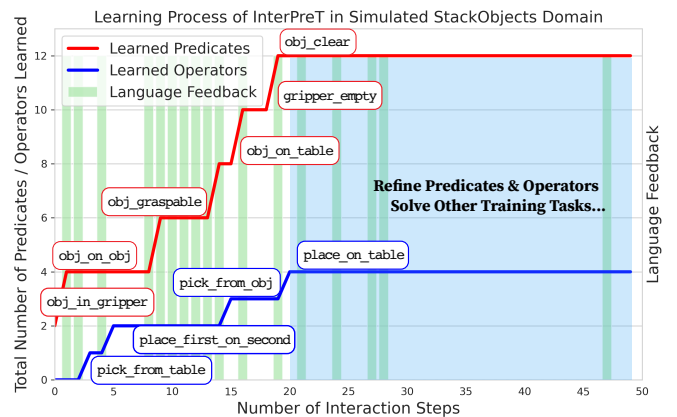 Learning Process of InterPreT in Simulated StackObjects Domain
Total Number of Predicates / Operators Learned
12
10
8
6
4
2
0
Learned Predicates
Learned Operators
Language Feedback
obj_clear
gripper_empty
obj_on_table
obj_graspable
obj_on_obj
obj_in_gripper
Refine Predicates & Operators
Solve Other Training Tasks...
place_on_table
pick_from_obj
place_first_on_second
pick_from_table
0 5 10 15 20 25 30 35 40 45 50
Number of Interaction Steps
Language Feedback